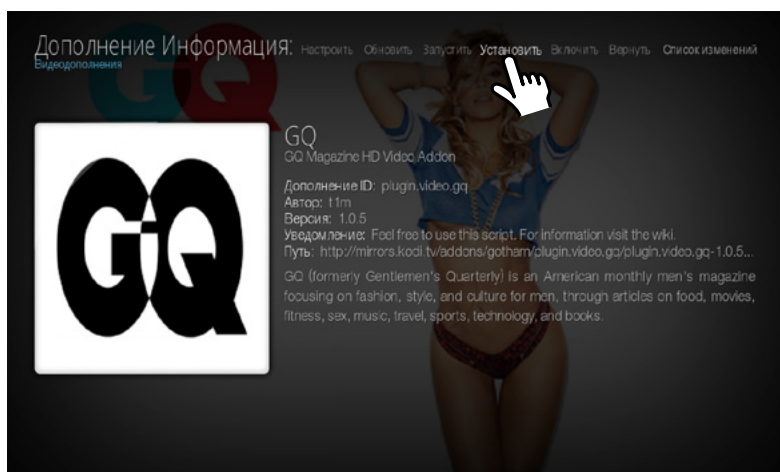 Дополнение Информация: Настроить Обновить Запустить Установить Включить Вернуть Список изменений
Видеодополнения
GQ
GQ
GQ
GQ Magazine HD Video Addon
Дополнение ID: plugin.video.gq
Автор: t1m
Версия: 1.0.5
Уведомление: Feel free to use this script. For information visit the wiki.
Путь: http://mirrors.kodi.tv/addons/gotham/plugin.video.gq/plugin.video.gq-1.0.5...
GQ (formerly Gentlemen's Quarterly) is an American monthly men's magazine
focusing on fashion, style, and culture for men, through articles on food, movies,
fitness, sex, music, travel, sports, technology, and books.